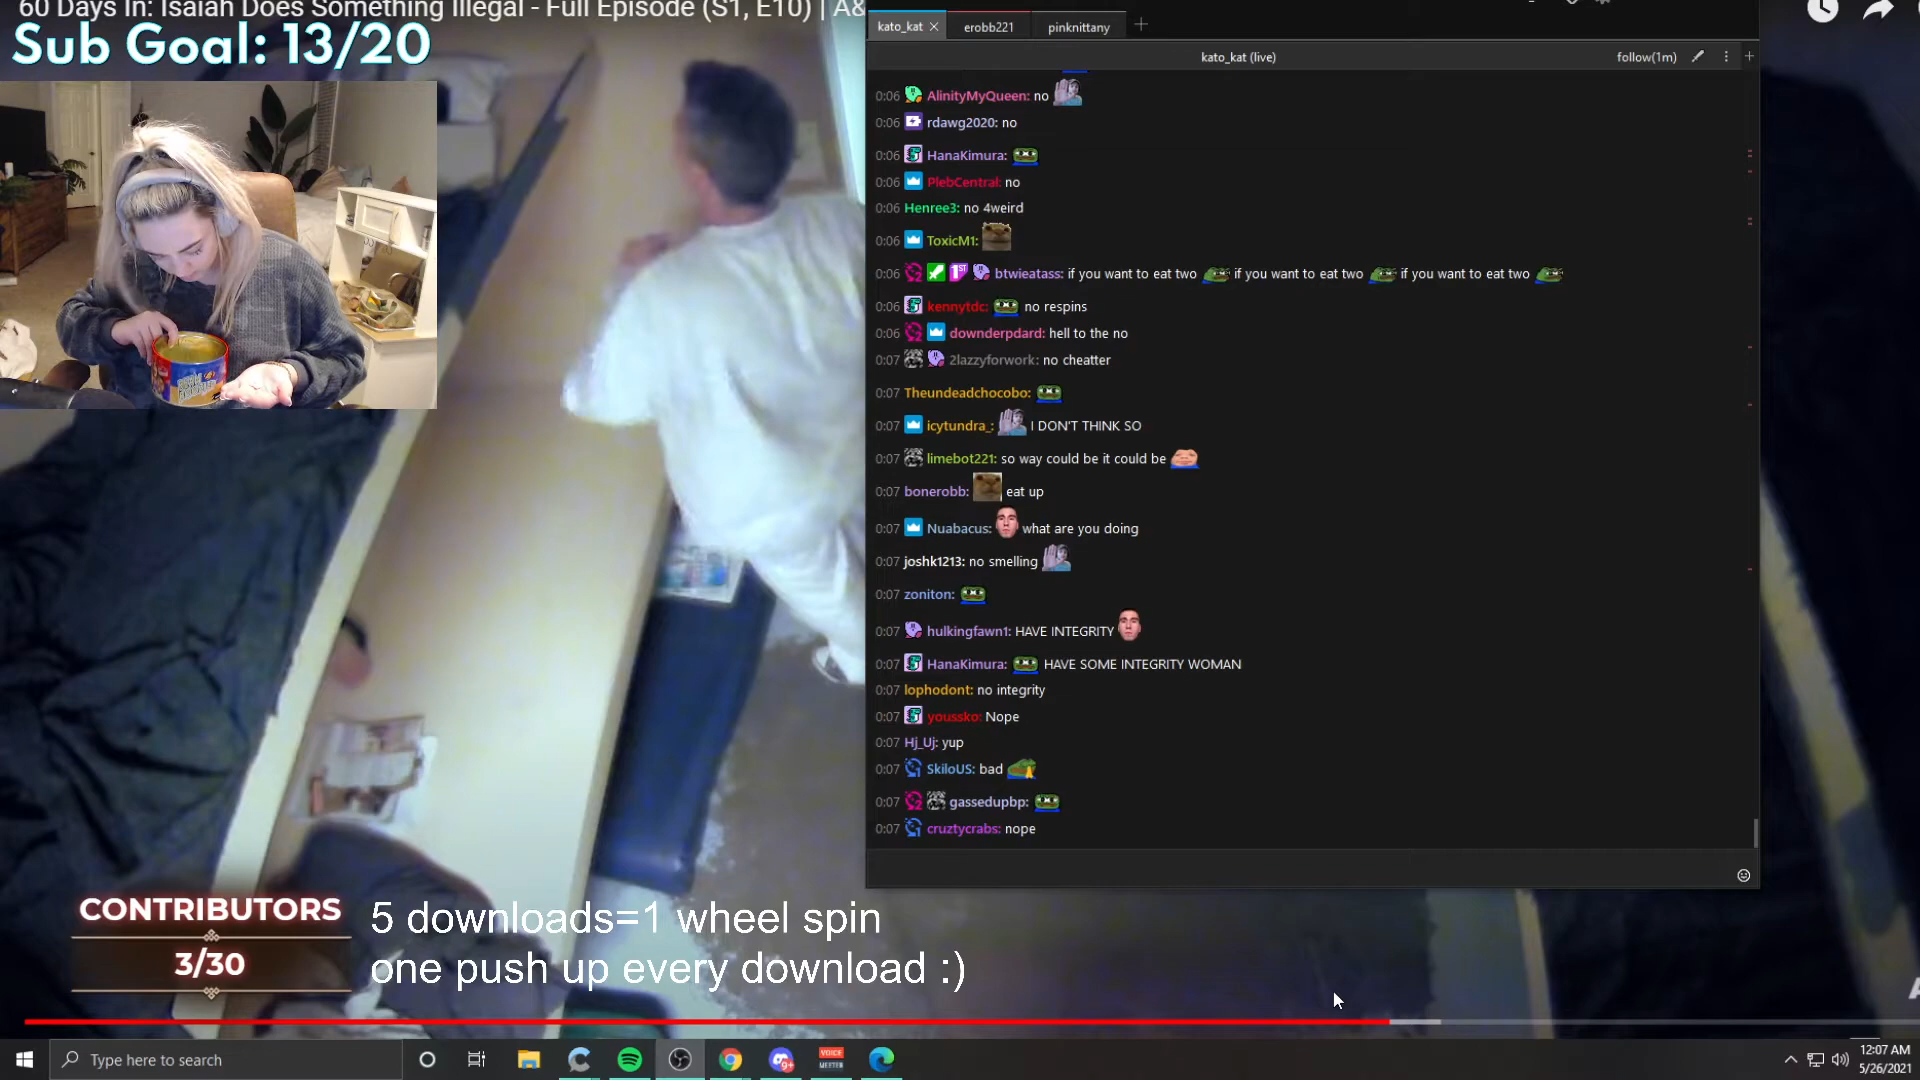 60 Days In: Isaiah Does Something Illegal - Full Episode (S1, E10) | A&
Sub Goal: 13/20
kato_kat
erobb221
pinknittany
kato_kat (live)
follow(1m)
0:06 AlinityMyQueen: no
0:06 rdawg2020: no
0:06 HanaKimura:
0:06 PlebCentral: no
0:06 Henree3: no 4weird
0:06 ToxicM1:
0:06 btwieatass: if you want to eat two if you want to eat two if you want to eat two
0:06 kennytdc: no respins
0:06 downderpdard: hell to the no
0:07 2lazzyforwork: no cheatter
0:07 Theundeadchocobo:
0:07 icytundra_: I DON'T THINK SO
0:07 limebot221: so way could be it could be
0:07 bonerobb: eat up
0:07 Nuabacus: what are you doing
0:07 joshk1213: no smelling
0:07 zoniton:
0:07 hulkingfawn1: HAVE INTEGRITY
0:07 HanaKimura: HAVE SOME INTEGRITY WOMAN
0:07 lophodont: no integrity
0:07 youssko: Nope
0:07 Hj_Uj: yup
0:07 SkiloUS: bad
0:07 gassedupbp:
0:07 cruztycrabs: nope
CONTRIBUTORS
3/30
5 downloads=1 wheel spin
one push up every download :)
Type here to search
9+
VOICE
MEETER
12:07 AM
5/26/2021